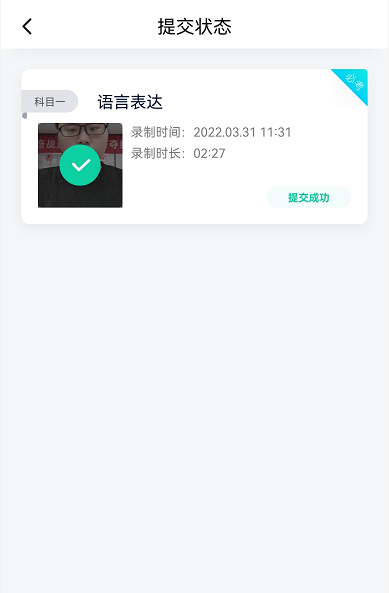 提交状态
必考
科目一
语言表达
录制时间：2022.03.31 11:31
录制时长：02:27
提交成功